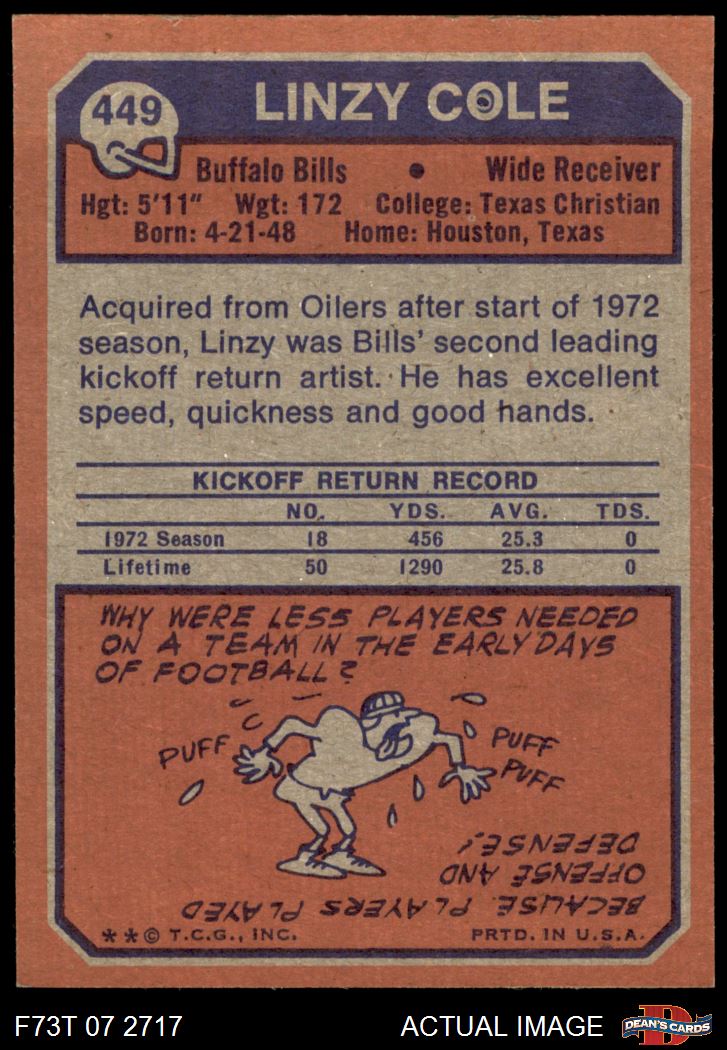 449
LINZY COLE
Buffalo Bills • Wide Receiver
Hgt: 5'11" Wgt: 172 College: Texas Christian
Born: 4-21-48 Home: Houston, Texas
Acquired from Oilers after start of 1972
season, Linzy was Bills' second leading
kickoff return artist. He has excellent
speed, quickness and good hands.
KICKOFF RETURN RECORD
NO. YDS. AVG. TDS.
1972 Season 18 456 25.3 0
Lifetime 50 1290 25.8 0
WHY WERE LESS PLAYERS NEEDED
ON A TEAM IN THE EARLY DAYS
OF FOOTBALL?
PUFF
PUFF
PUFF
BECAUSE PLAYERS PLAYED
OFFENSE AND
DEFENSE!
**© T.C.G., INC. PRTD. IN U.S.A.
F73T 07 2717 ACTUAL IMAGE
D
DEAN'S CARDS